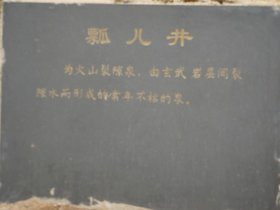 瓢儿井
为火山裂隙泉，由玄武岩层间裂
隙水而形成的常年不枯的泉。